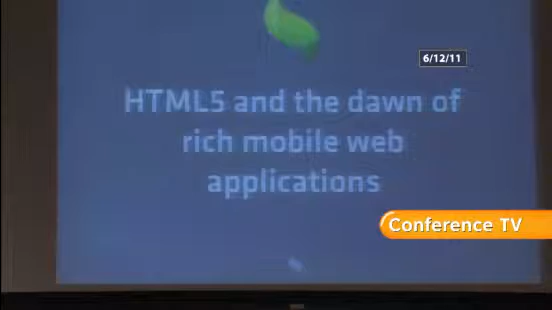 6/12/11
HTML5 and the dawn of
rich mobile web
applications
Conference TV